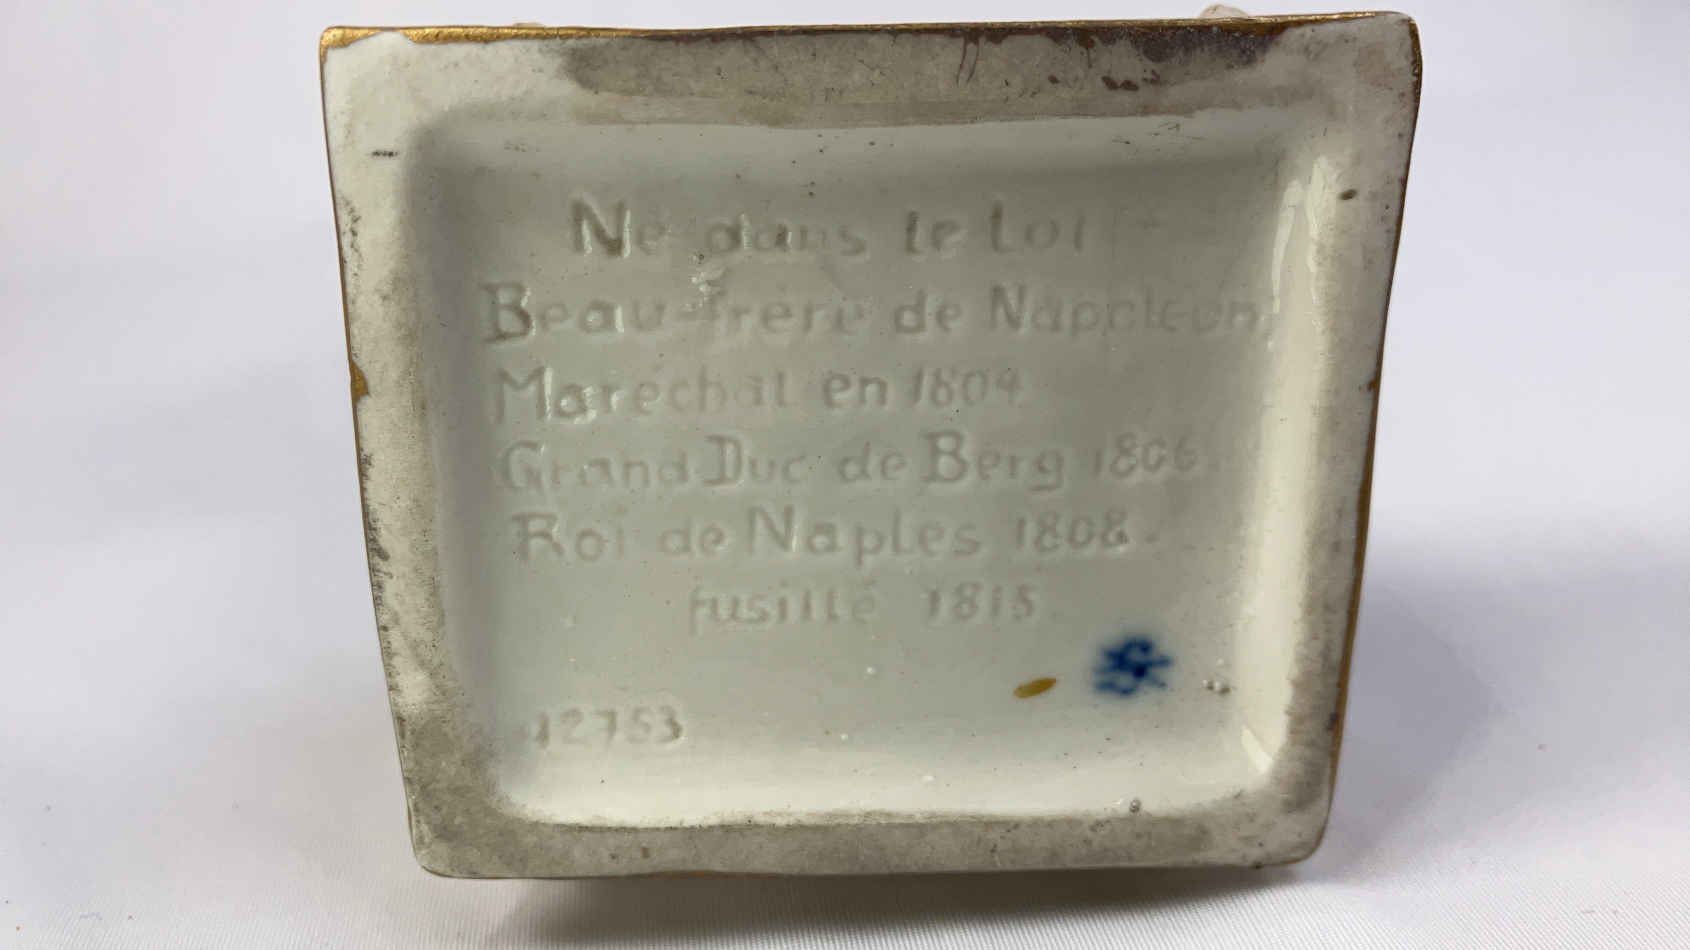 Né dans le Lot
Beau-frère de Napoléon,
Maréchal en 1804
Grand Duc de Berg 1806.
Roi de Naples 1808.
fusillé 1815.
12753